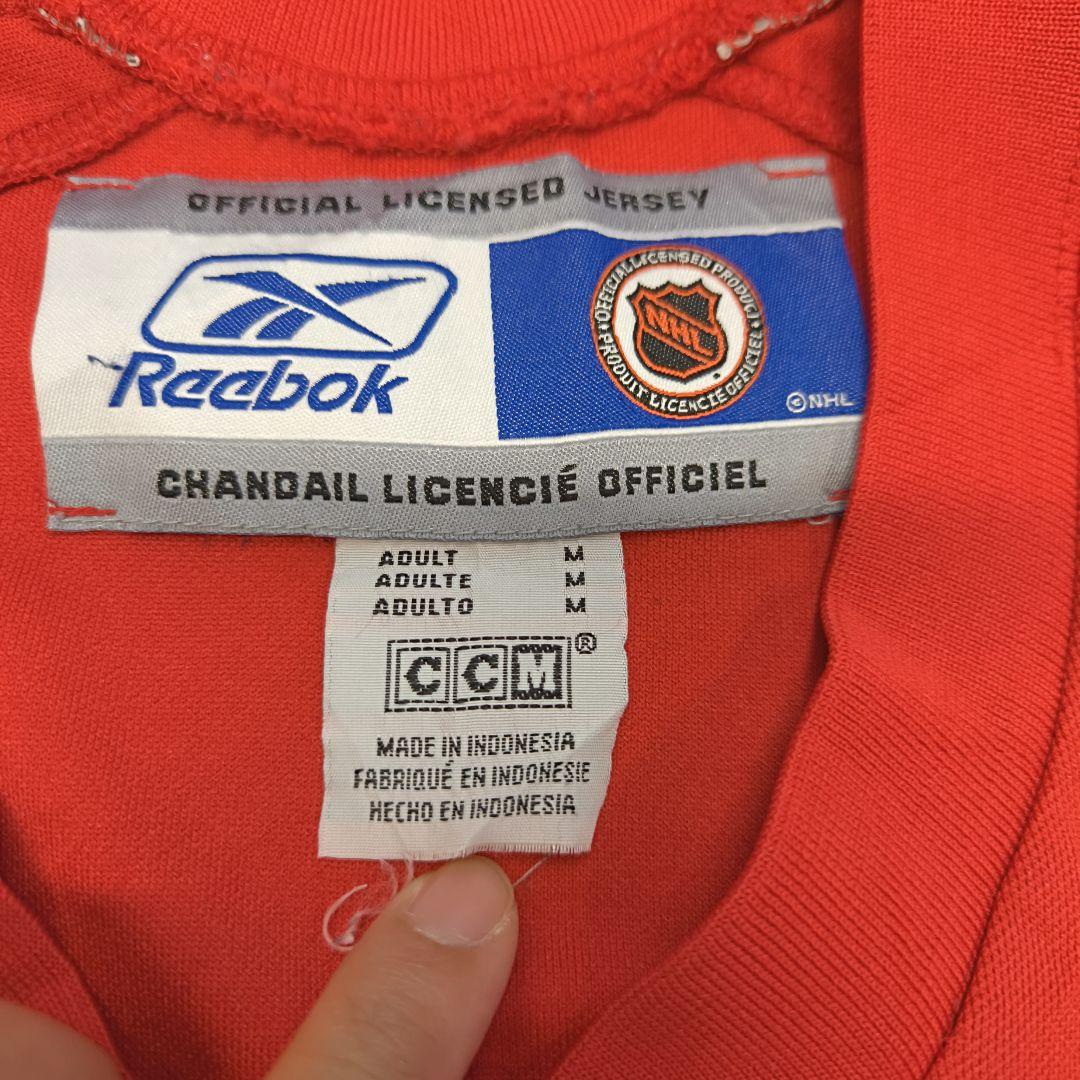 OFFICIAL LICENSED JERSEY
Reebok
OFFICIAL LICENSED PRODUCT
NHL
PRODUIT LICENCIÉ OFFICIEL
©NHL
CHANDAIL LICENCIÉ OFFICIEL
ADULT M
ADULTE M
ADULTO M
CCM®
MADE IN INDONESIA
FABRIQUÉ EN INDONESIE
HECHO EN INDONESIA